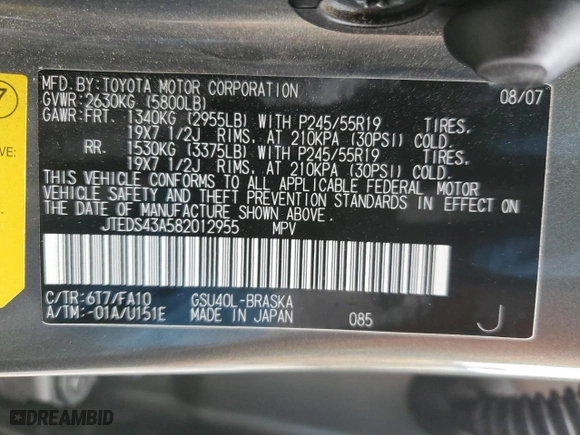 MFD.BY:TOYOTA MOTOR CORPORATION 08/07
GVWR:2630KG (5800LB)
GAWR:FRT. 1340KG (2955LB) WITH P245/55R19 TIRES.
19X7 1/2J RIMS. AT 210KPA (30PSI) COLD.
RR. 1530KG (3375LB) WITH P245/55R19 TIRES.
19X7 1/2J RIMS. AT 210KPA (30PSI) COLD.
THIS VEHICLE CONFORMS TO ALL APPLICABLE FEDERAL MOTOR
VEHICLE SAFETY AND THEFT PREVENTION STANDARDS IN EFFECT ON
THE DATE OF MANUFACTURE SHOWN ABOVE.
JTEDS43A582012955 MPV
C/TR:6T7/FA10 GSU40L-BRASKA
A/TM:-01A/U151E MADE IN JAPAN 085 J
7
VE:
DREAMBID